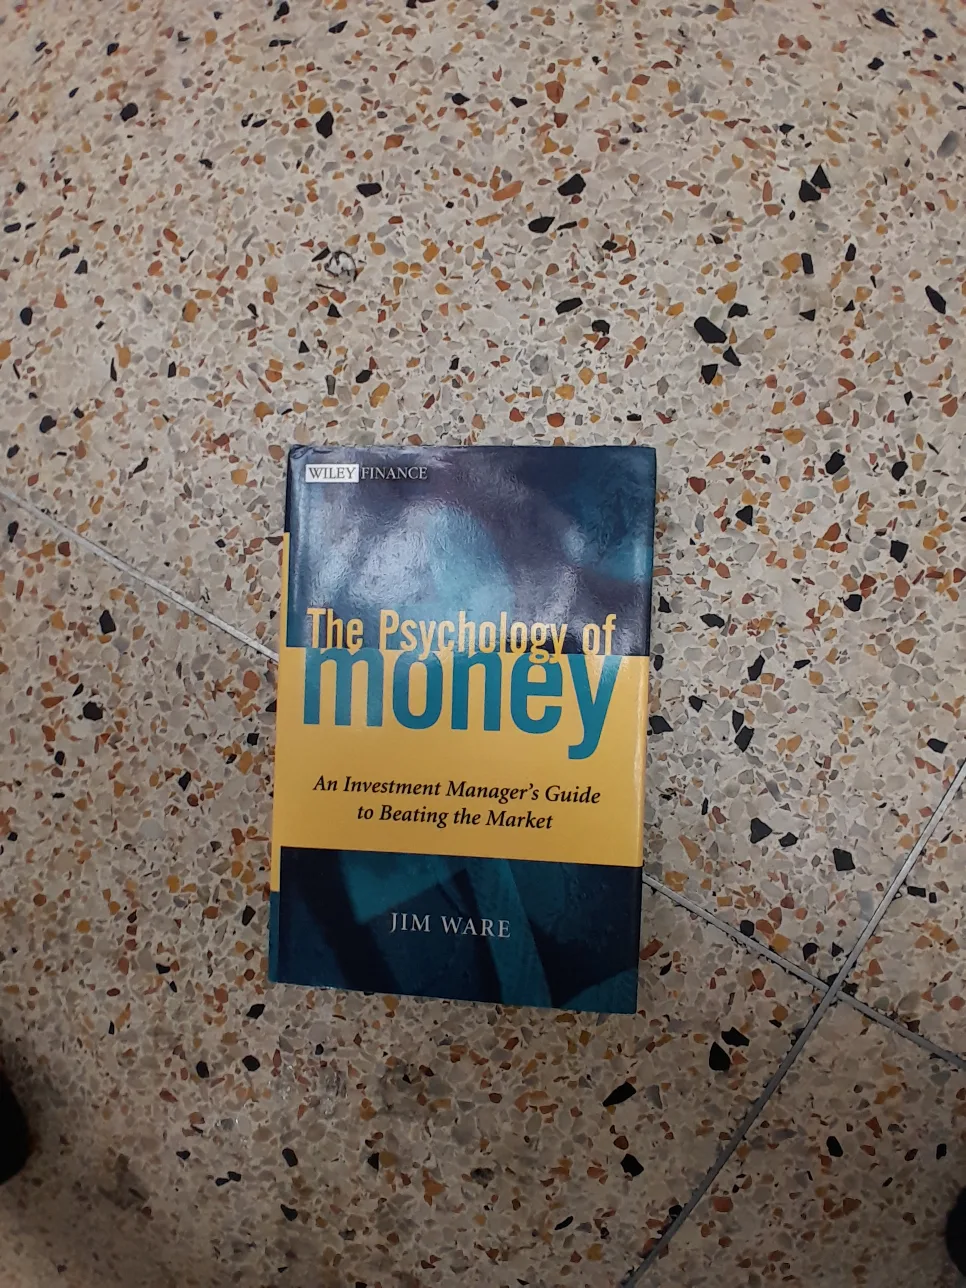 WILEY FINANCE
The Psychology of
money
An Investment Manager's Guide
to Beating the Market
JIM WARE